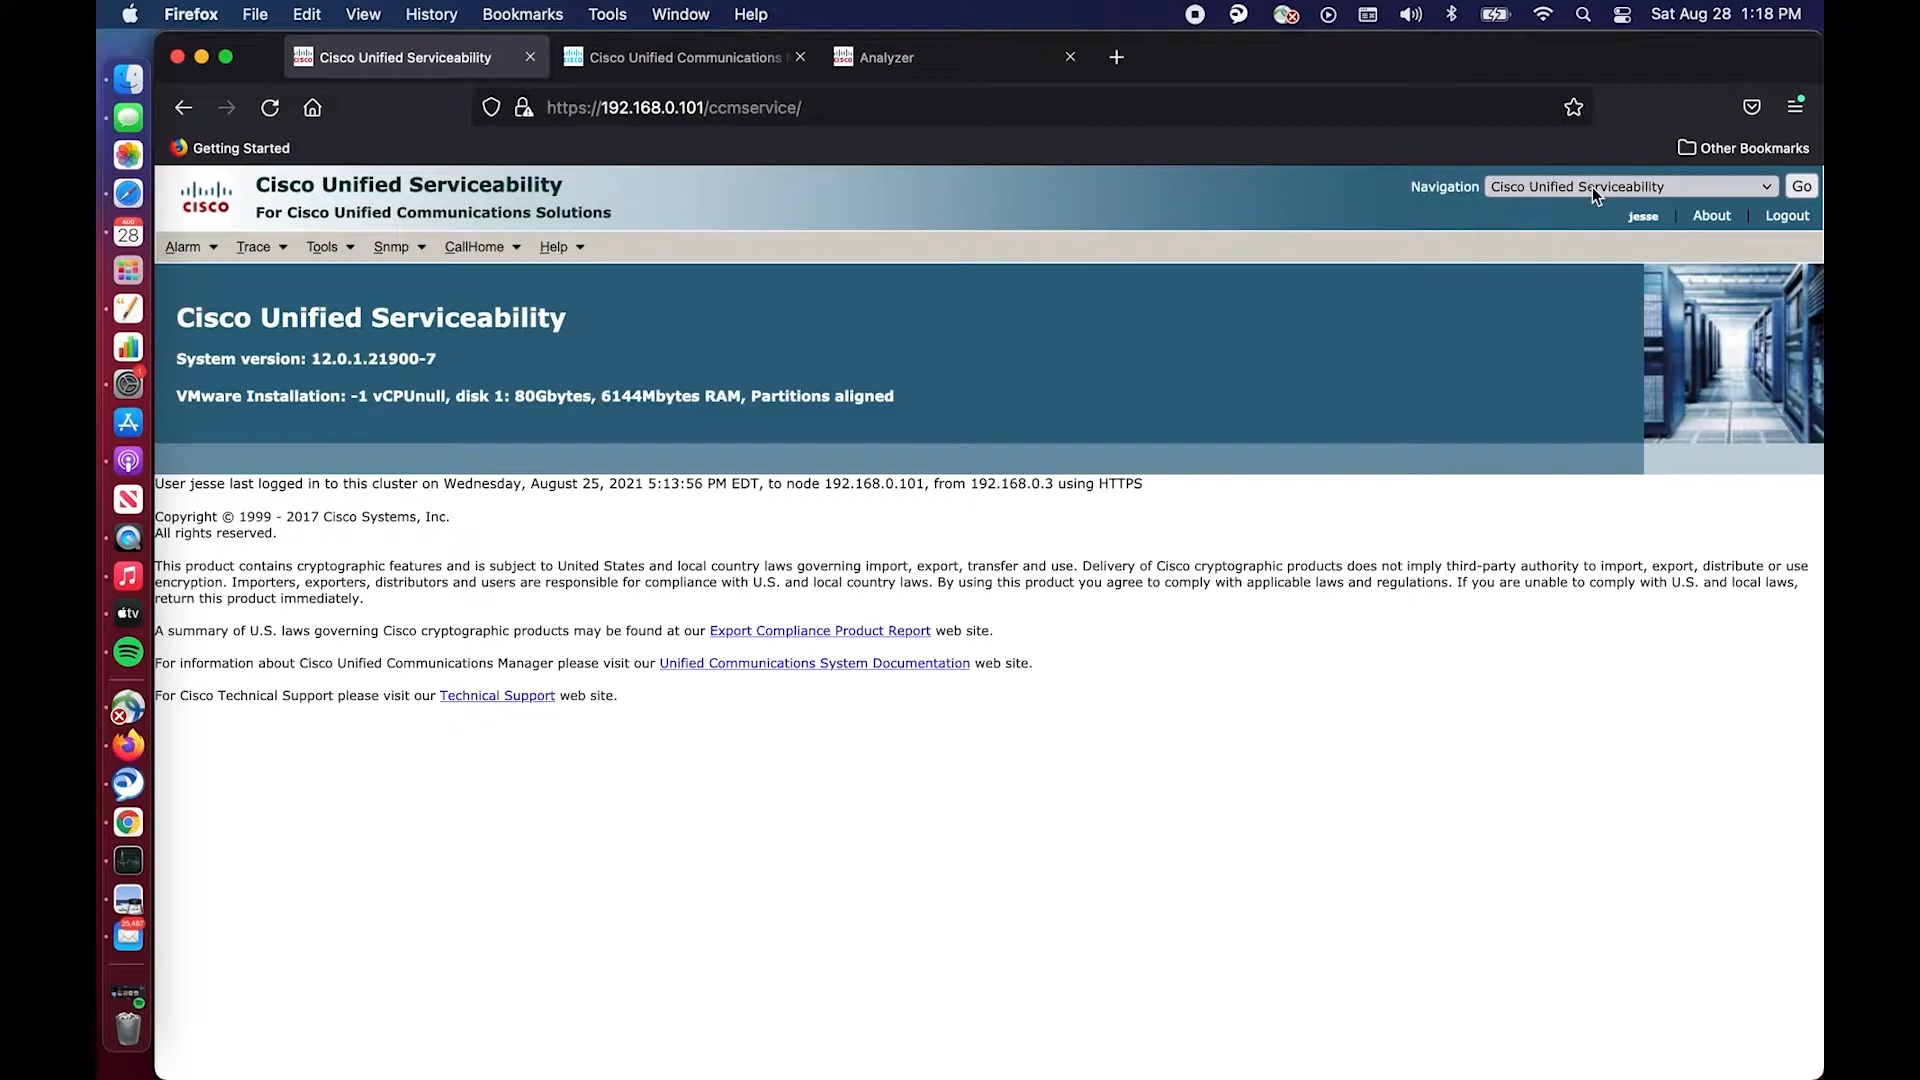 Firefox File Edit View History Bookmarks Tools Window Help Sat Aug 28 1:18 PM
Cisco Unified Serviceability Cisco Unified Communications Analyzer
https://192.168.0.101/ccmservice/
Getting Started Other Bookmarks
CISCO
Cisco Unified Serviceability
For Cisco Unified Communications Solutions
Navigation Cisco Unified Serviceability Go
jesse | About | Logout
Alarm Trace Tools Snmp CallHome Help
Cisco Unified Serviceability
System version: 12.0.1.21900-7
VMware Installation: -1 vCPUnull, disk 1: 80Gbytes, 6144Mbytes RAM, Partitions aligned
User jesse last logged in to this cluster on Wednesday, August 25, 2021 5:13:56 PM EDT, to node 192.168.0.101, from 192.168.0.3 using HTTPS
Copyright © 1999 - 2017 Cisco Systems, Inc.
All rights reserved.
This product contains cryptographic features and is subject to United States and local country laws governing import, export, transfer and use. Delivery of Cisco cryptographic products does not imply third-party authority to import, export, distribute or use
encryption. Importers, exporters, distributors and users are responsible for compliance with U.S. and local country laws. By using this product you agree to comply with applicable laws and regulations. If you are unable to comply with U.S. and local laws,
return this product immediately.
A summary of U.S. laws governing Cisco cryptographic products may be found at our Export Compliance Product Report web site.
For information about Cisco Unified Communications Manager please visit our Unified Communications System Documentation web site.
For Cisco Technical Support please visit our Technical Support web site.
AUG
28
1
tv
25,487